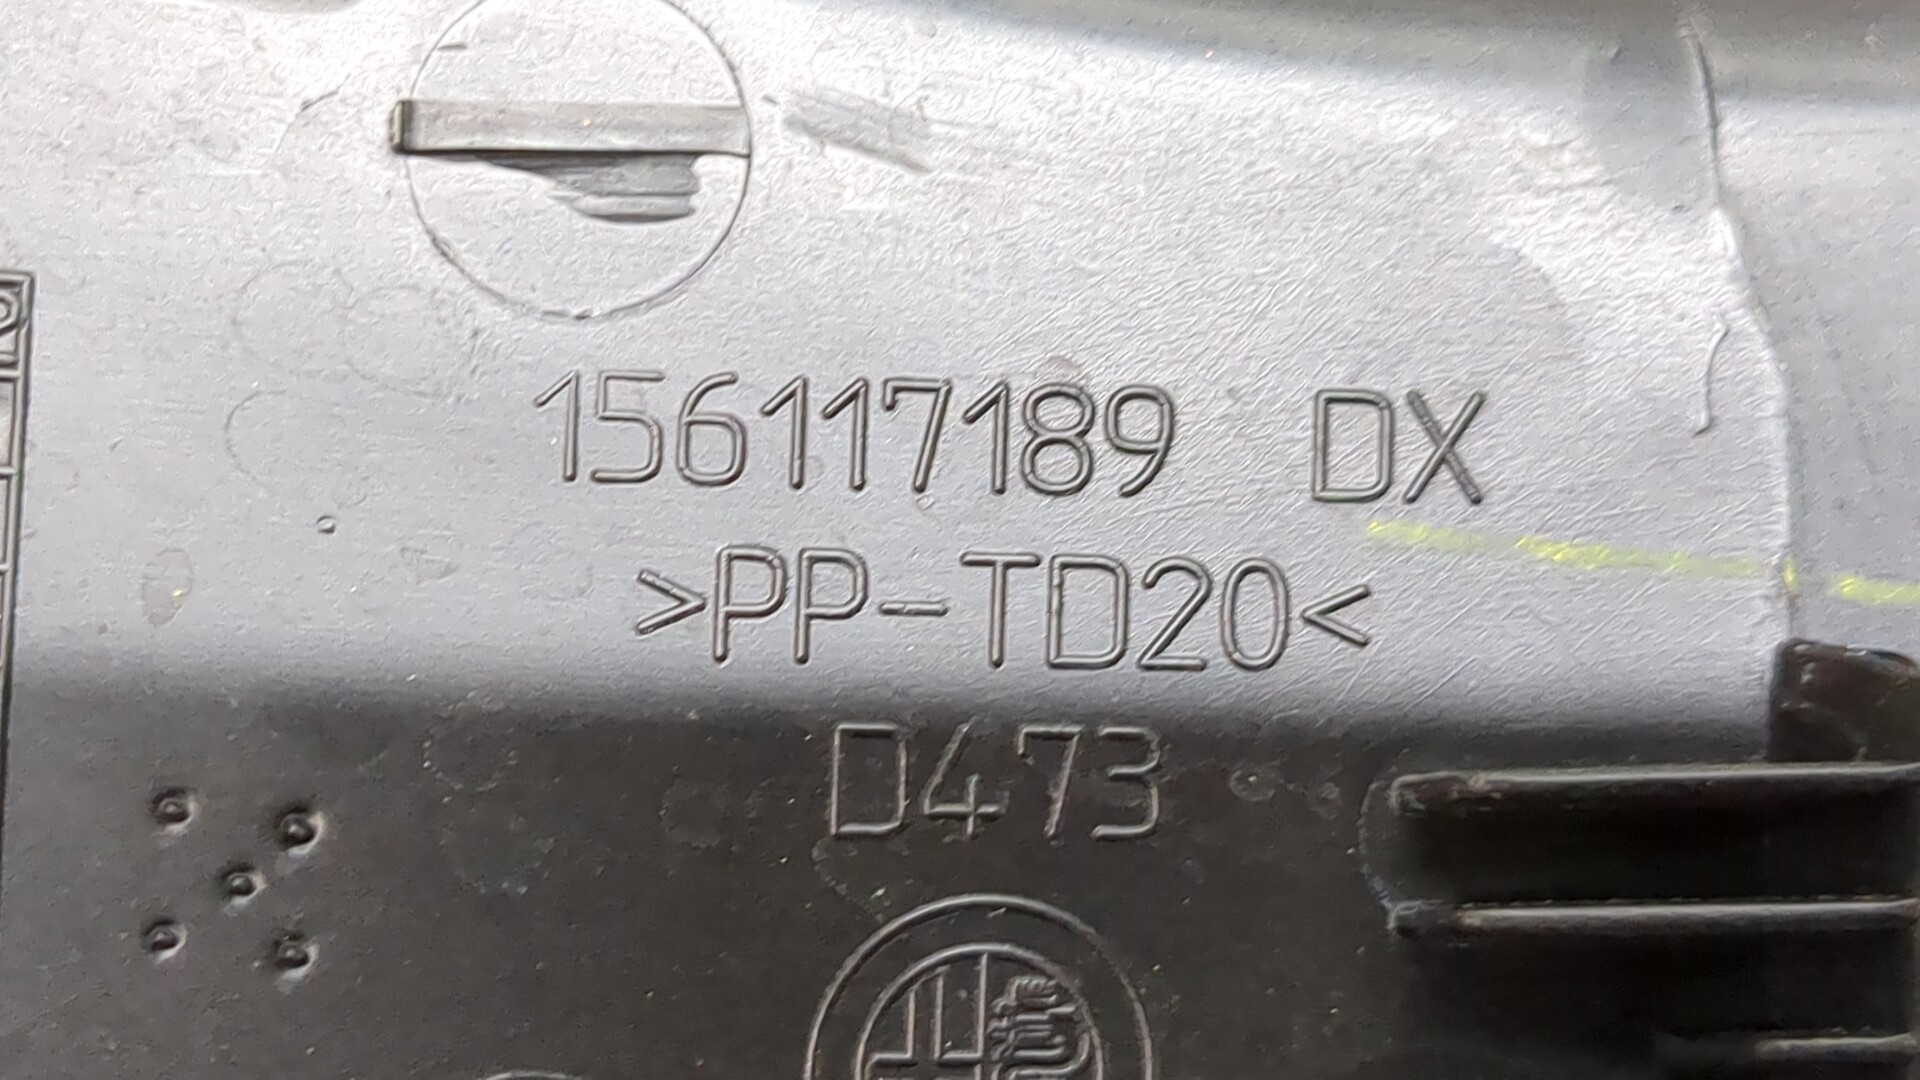 156117189 DX
>PP-TD20<
D473